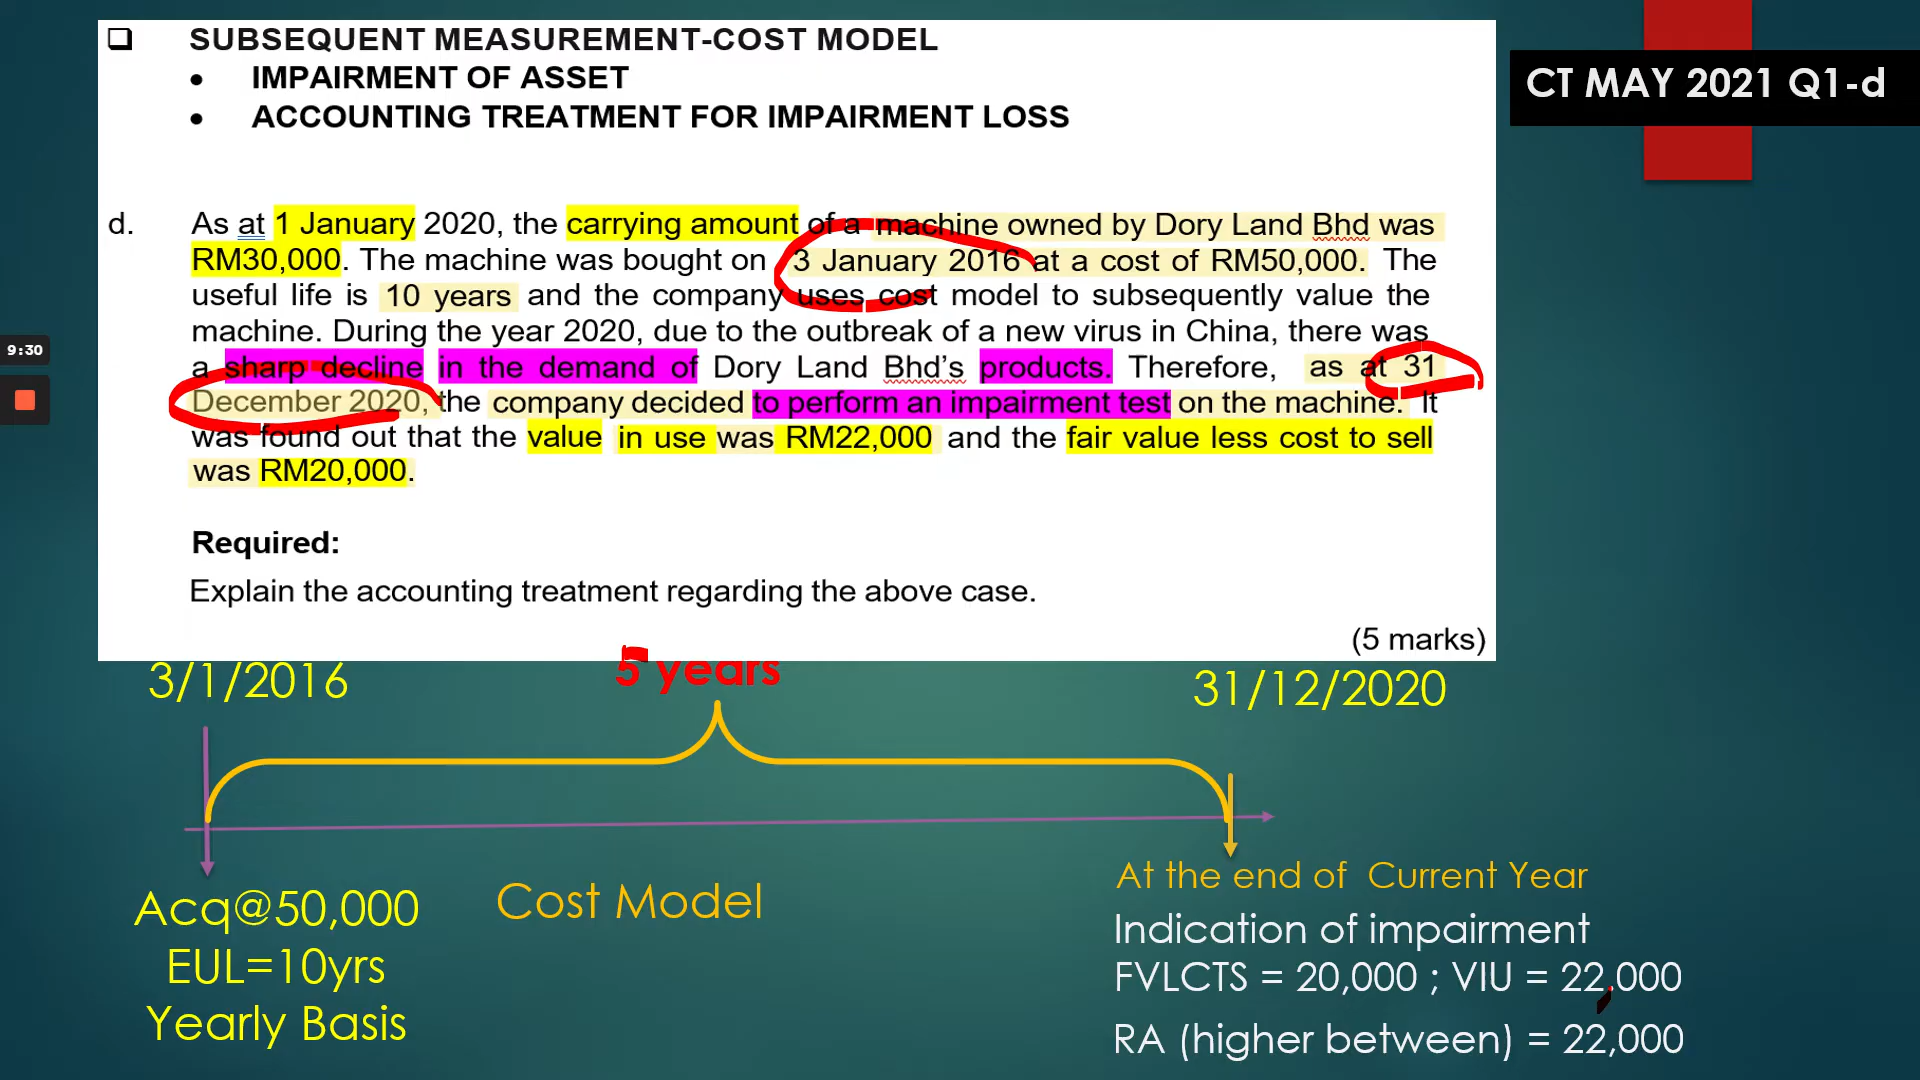 SUBSEQUENT MEASUREMENT-COST MODEL
• IMPAIRMENT OF ASSET
• ACCOUNTING TREATMENT FOR IMPAIRMENT LOSS
CT MAY 2021 Q1-d
d. As at 1 January 2020, the carrying amount of a machine owned by Dory Land Bhd was
RM30,000. The machine was bought on 3 January 2016 at a cost of RM50,000. The
useful life is 10 years and the company uses cost model to subsequently value the
machine. During the year 2020, due to the outbreak of a new virus in China, there was
9:30
a sharp decline in the demand of Dory Land Bhd's products. Therefore, as at 31
December 2020, the company decided to perform an impairment test on the machine. It
was found out that the value in use was RM22,000 and the fair value less cost to sell
was RM20,000.
Required:
Explain the accounting treatment regarding the above case.
(5 marks)
3/1/2016
5 years
31/12/2020
Acq@50,000
EUL=10yrs
Yearly Basis
Cost Model
At the end of Current Year
Indication of impairment
FVLCTS = 20,000 ; VIU = 22,000
RA (higher between) = 22,000